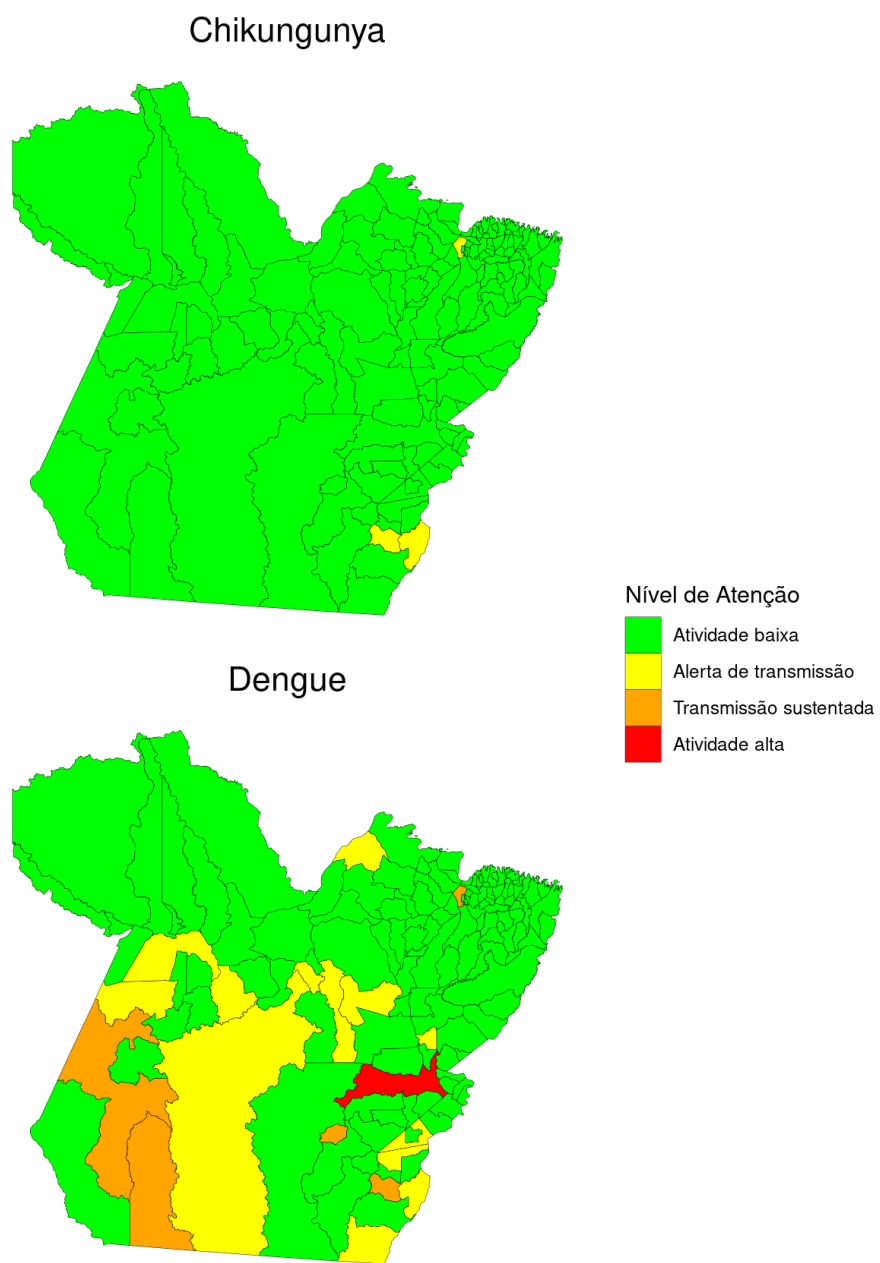 Chikungunya
Nível de Atenção
Atividade baixa
Alerta de transmissão
Transmissão sustentada
Atividade alta
Dengue